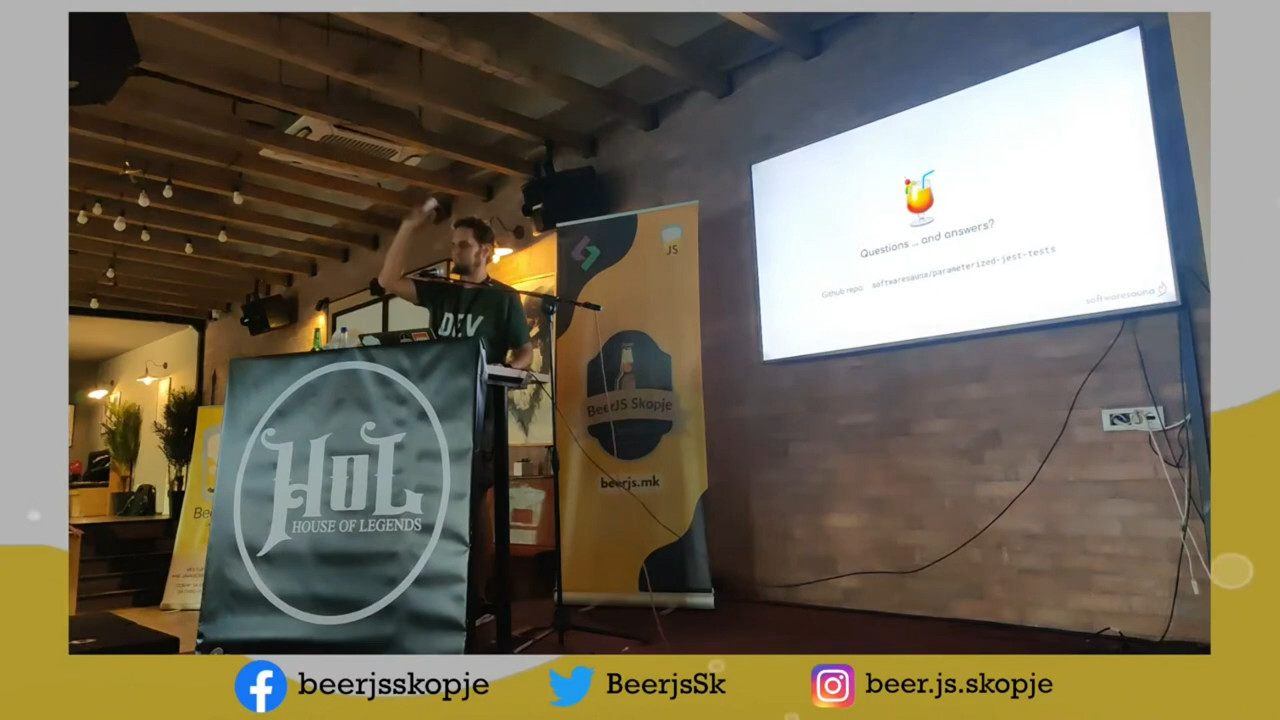 Questions ... and answers?
Github repo: softwaresauna/parameterized-jest-tests
softwaresauna
JS
DEV
BeerJS Skopje
beerjs.mk
HOL
HOUSE OF LEGENDS
Bee
beerjsskopje
BeerjsSk
beer.js.skopje